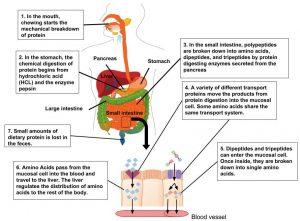 1. In the mouth,
chewing starts the
mechanical breakdown
of protein
2. In the stomach, the
chemical digestion of
protein begins from
hydrochloric acid
(HCL) and the enzyme
pepsin
Pancreas
Liver
Stomach
Large intestine
Small intestine
3. In the small intestine, polypeptides
are broken down into amino acids,
dipeptides, and tripeptides by protein
digesting enzymes secreted from the
pancreas
4. A variety of different transport
proteins move the products from
protein digestion into the mucosal
cell. Some amino acids share the
same transport system.
7. Small amounts of
dietary protein is lost
in the feces.
5. Dipeptides and tripeptides
can enter the mucosal cell.
Once inside, they are broken
down into single amino
acids.
6. Amino Acids pass from the
mucosal cell into the blood and
travel to the liver. The liver
regulates the distribution of amino
acids to the rest of the body.
Blood vessel